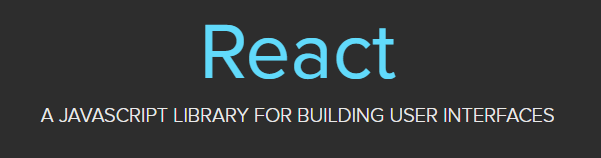 React
A JAVASCRIPT LIBRARY FOR BUILDING USER INTERFACES